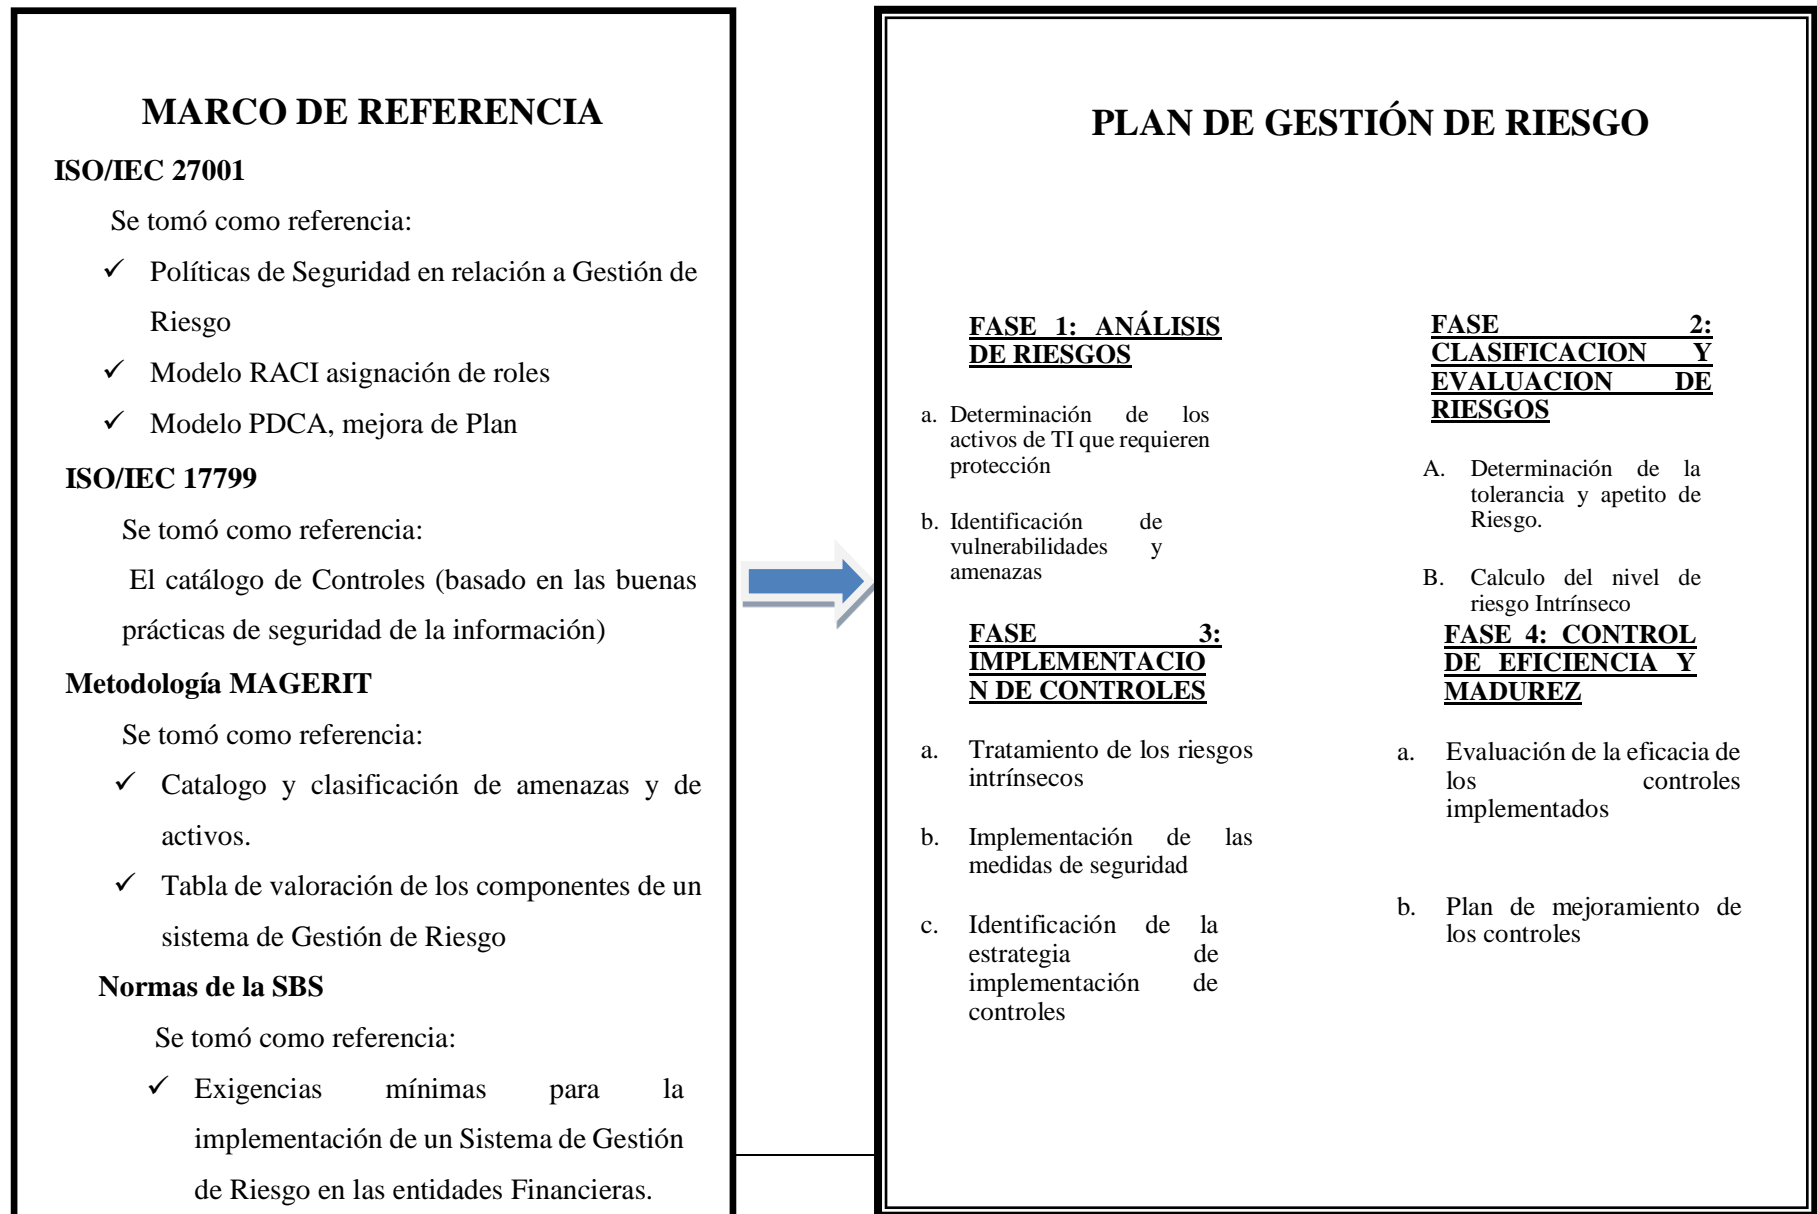 MARCO DE REFERENCIA
ISO/IEC 27001
Se tomó como referencia:
✓ Políticas de Seguridad en relación a Gestión de
Riesgo
✓ Modelo RACI asignación de roles
✓ Modelo PDCA, mejora de Plan
ISO/IEC 17799
Se tomó como referencia:
El catálogo de Controles (basado en las buenas
prácticas de seguridad de la información)
Metodología MAGERIT
Se tomó como referencia:
✓ Catalogo y clasificación de amenazas y de
activos.
✓ Tabla de valoración de los componentes de un
sistema de Gestión de Riesgo
Normas de la SBS
Se tomó como referencia:
✓ Exigencias mínimas para la
implementación de un Sistema de Gestión
de Riesgo en las entidades Financieras.
PLAN DE GESTIÓN DE RIESGO
FASE 1: ANÁLISIS
DE RIESGOS
a. Determinación de los
activos de TI que requieren
protección
b. Identificación de
vulnerabilidades y
amenazas
FASE 2:
CLASIFICACION Y
EVALUACION DE
RIESGOS
A. Determinación de la
tolerancia y apetito de
Riesgo.
B. Calculo del nivel de
riesgo Intrínseco
FASE 3:
IMPLEMENTACIO
N DE CONTROLES
a. Tratamiento de los riesgos
intrínsecos
b. Implementación de las
medidas de seguridad
c. Identificación de la
estrategia de
implementación de
controles
FASE 4: CONTROL
DE EFICIENCIA Y
MADUREZ
a. Evaluación de la eficacia de
los controles
implementados
b. Plan de mejoramiento de
los controles